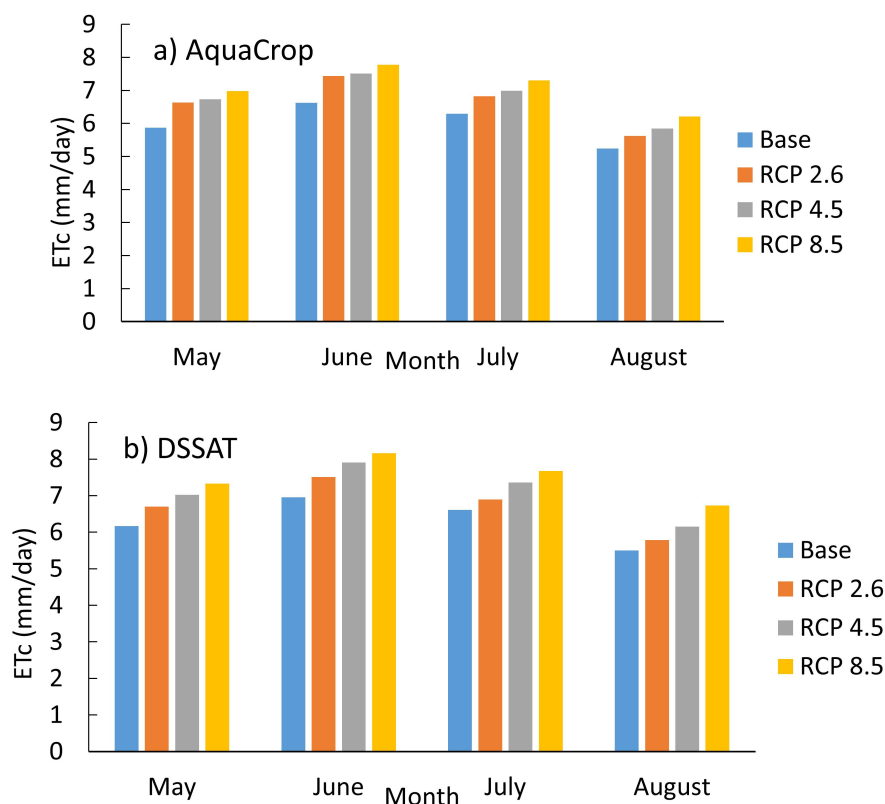 a) AquaCrop
ETc (mm/day)
9
8
7
6
5
4
3
2
1
0
May
June
July
August
Month
Base
RCP 2.6
RCP 4.5
RCP 8.5
b) DSSAT
ETc (mm/day)
9
8
7
6
5
4
3
2
1
0
May
June
July
August
Month
Base
RCP 2.6
RCP 4.5
RCP 8.5